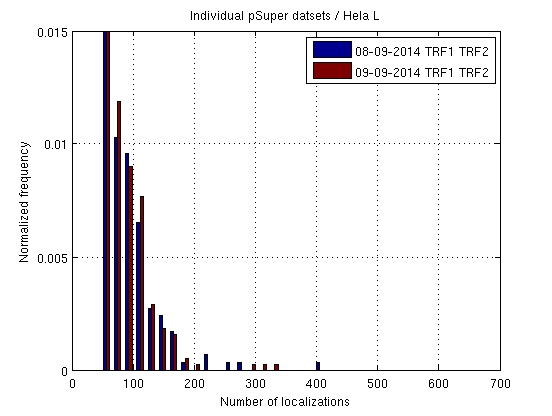 Individual pSuper datsets / Hela L
08-09-2014 TRF1 TRF2
09-09-2014 TRF1 TRF2
Normalized frequency
0.015
0.01
0.005
0
0 100 200 300 400 500 600 700
Number of localizations